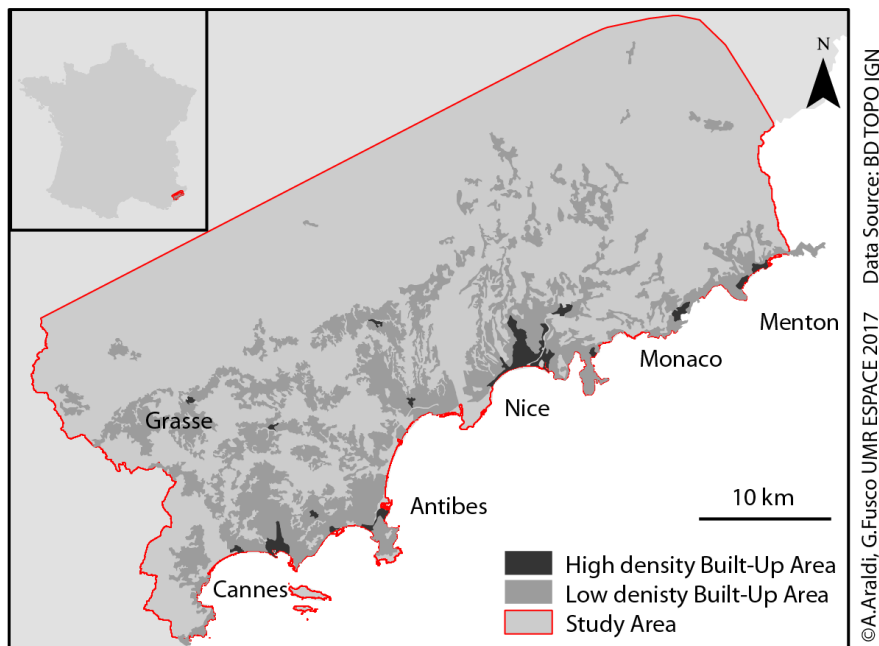 N
Menton
Monaco
Nice
Grasse
Antibes
10 km
Cannes
High density Built-Up Area
Low denisty Built-Up Area
Study Area
©A.Araldi, G.Fusco UMR ESPACE 2017 Data Source: BD TOPO IGN